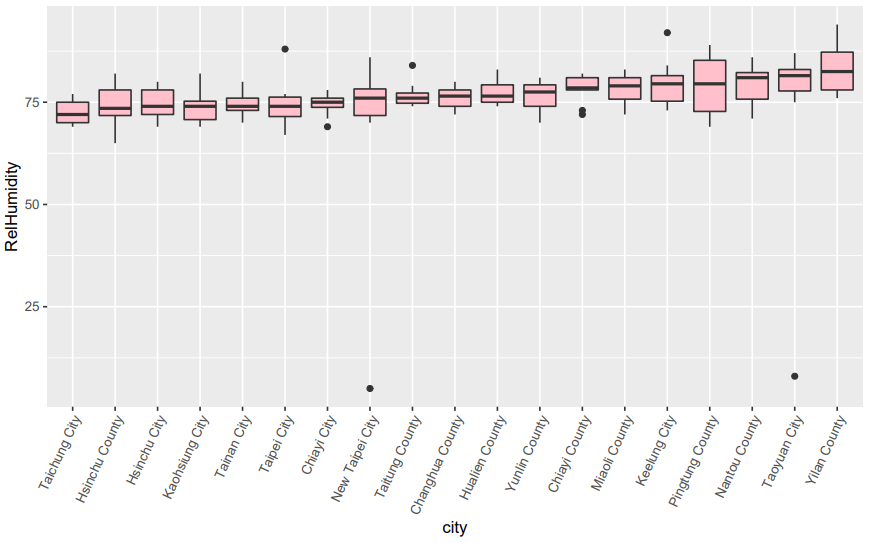 RelHumidity
75
50
25
Taichung City
Hsinchu County
Hsinchu City
Kaohsiung City
Tainan City
Taipei City
Chiayi City
New Taipei City
Taitung County
Changhua County
Hualien County
Yunlin County
Chiayi County
Miaoli County
Keelung City
Pingtung County
Nantou County
Taoyuan City
Yilan County
city